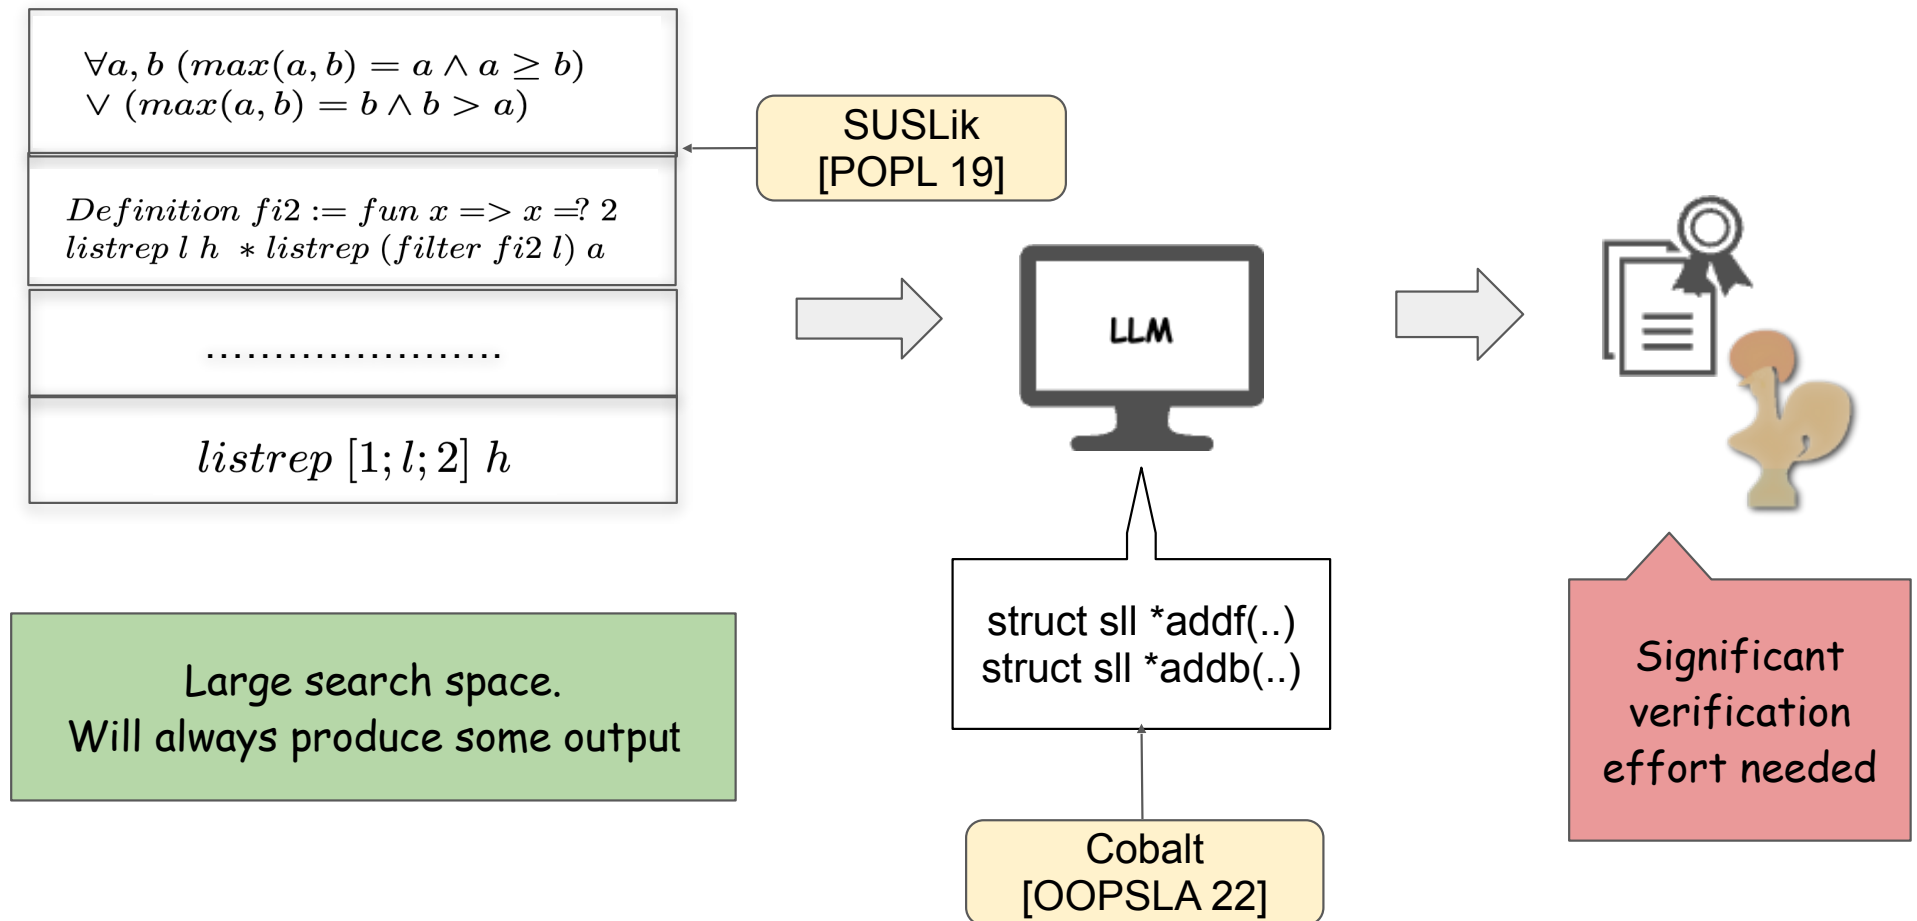 ∀a, b (max(a, b) = a ∧ a ≥ b)
∨ (max(a, b) = b ∧ b > a)
SUSLik
[POPL 19]
Definition fi2 := fun x => x =? 2
listrep l h * listrep (filter fi2 l) a
......................
listrep [1; l; 2] h
LLM
struct sll *addf(..)
struct sll *addb(..)
Large search space.
Will always produce some output
Significant
verification
effort needed
Cobalt
[OOPSLA 22]